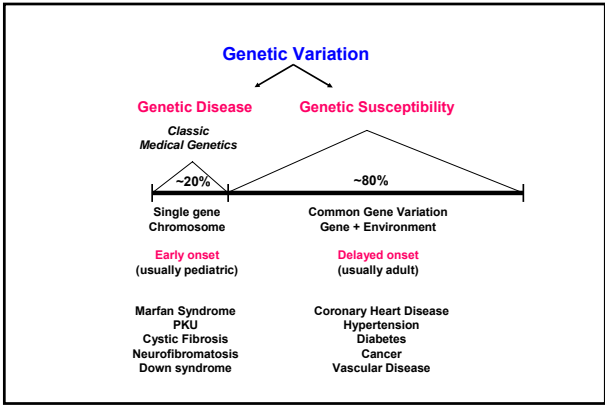 Genetic Variation
Genetic Disease
Genetic Susceptibility
Classic
Medical Genetics
~20%
~80%
Single gene
Chromosome
Common Gene Variation
Gene + Environment
Early onset
(usually pediatric)
Delayed onset
(usually adult)
Marfan Syndrome
PKU
Cystic Fibrosis
Neurofibromatosis
Down syndrome
Coronary Heart Disease
Hypertension
Diabetes
Cancer
Vascular Disease